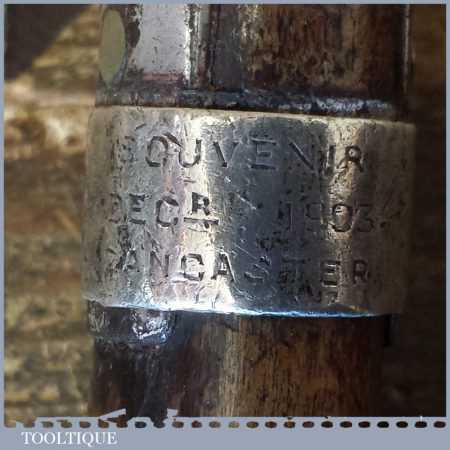 SOUVENIR
DECR 1903
LANCASTER
TOOLTIQUE